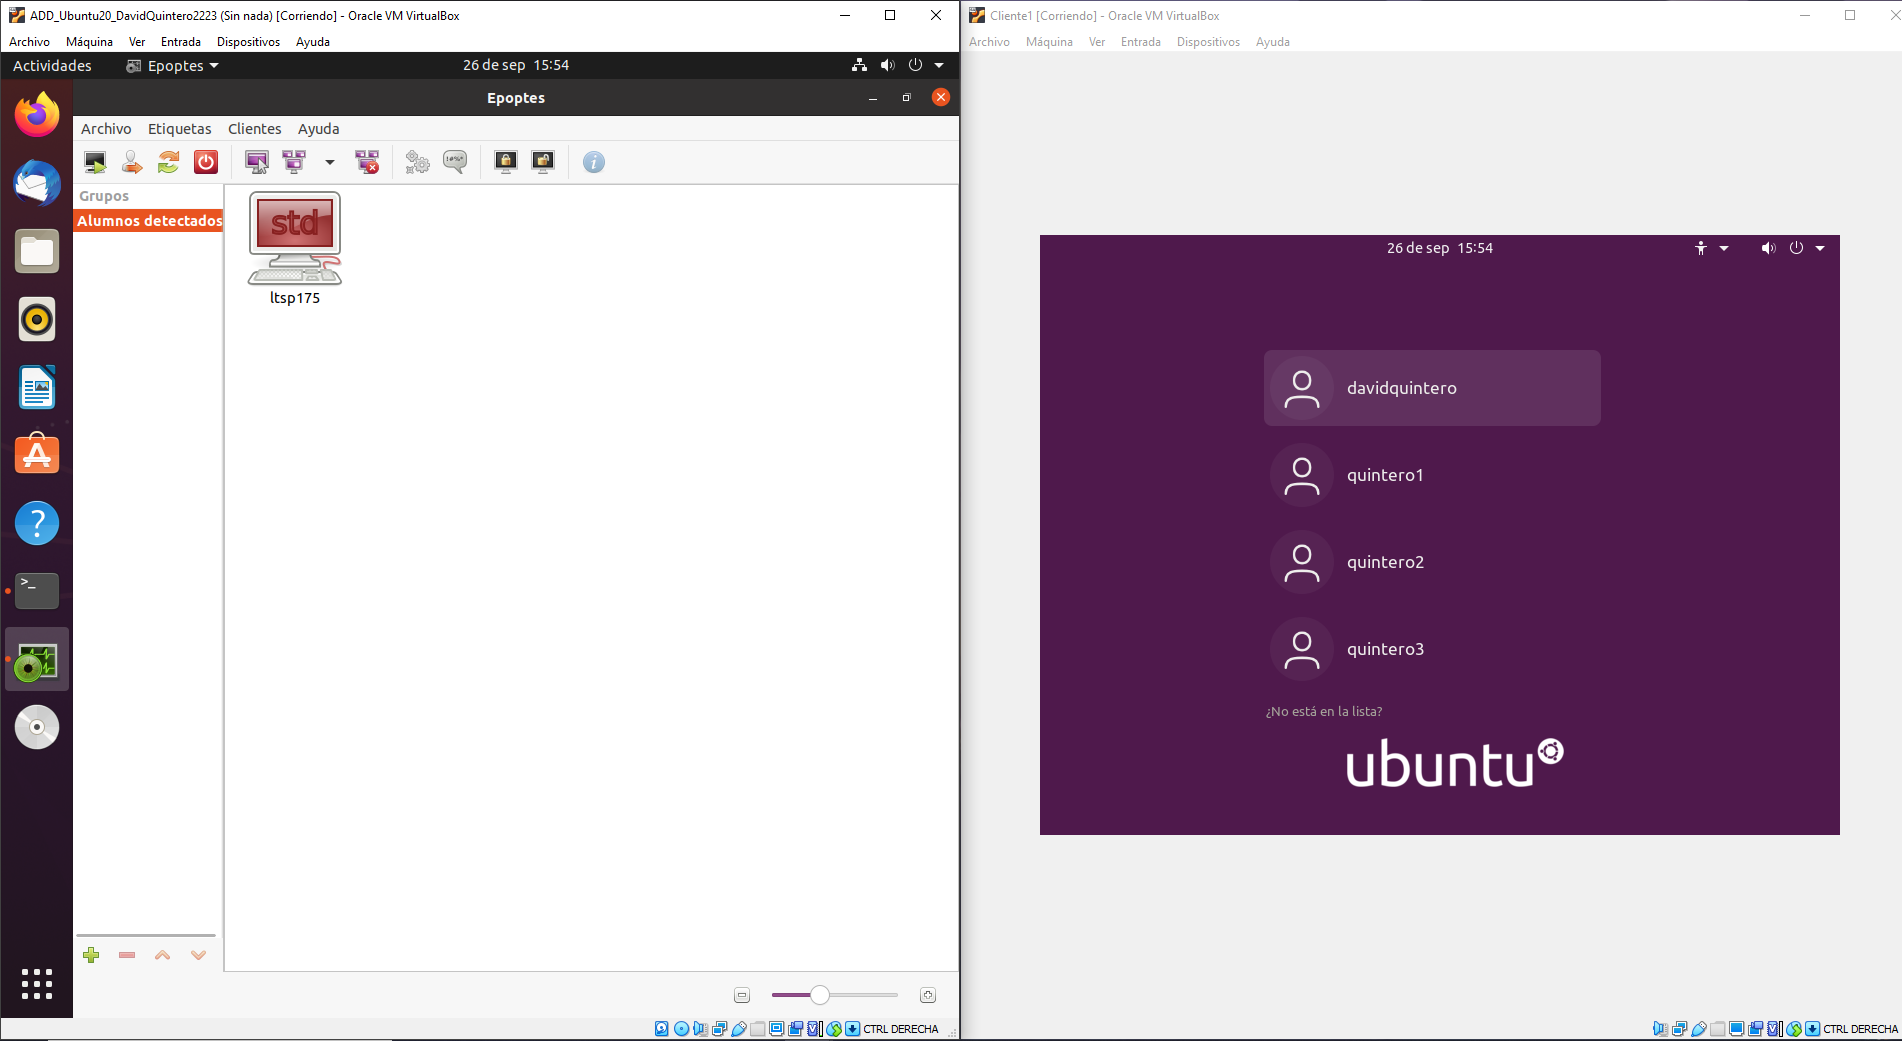 ADD_Ubuntu20_DavidQuintero2223 (Sin nada) [Corriendo] - Oracle VM VirtualBox
Archivo Máquina Ver Entrada Dispositivos Ayuda
Actividades Epoptes 26 de sep 15:54
Epoptes
Archivo Etiquetas Clientes Ayuda
!#%*
Grupos
Alumnos detectados
std
ltsp175
CTRL DERECHA
Cliente1 [Corriendo] - Oracle VM VirtualBox
Archivo Máquina Ver Entrada Dispositivos Ayuda
26 de sep 15:54
davidquintero
quintero1
quintero2
quintero3
¿No está en la lista?
ubuntu
CTRL DERECHA